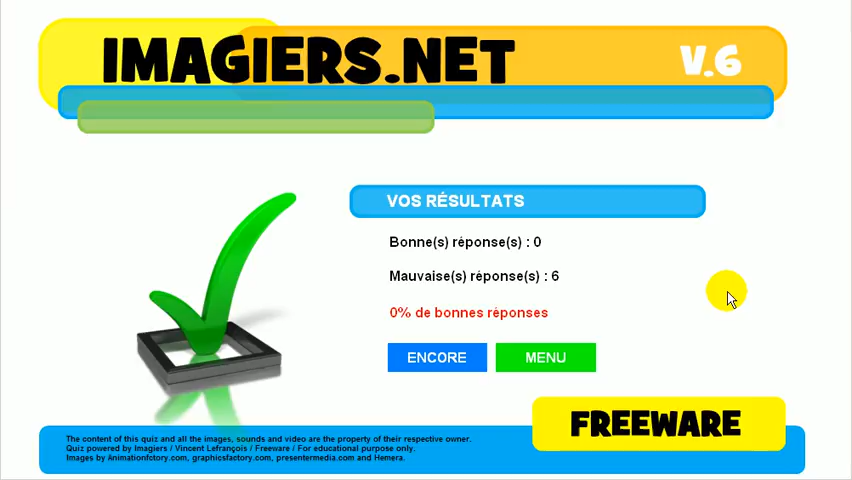 IMAGIERS.NET
V.6
VOS RÉSULTATS
Bonne(s) réponse(s) : 0
Mauvaise(s) réponse(s) : 6
0% de bonnes réponses
ENCORE
MENU
FREEWARE
The content of this quiz and all the images, sounds and video are the property of their respective owner.
Quiz powered by Imagiers / Vincent Lefrançois / Freeware / For educational purpose only.
Images by Animationfctory.com, graphicsfactory.com, presentermedia.com and Hemera.